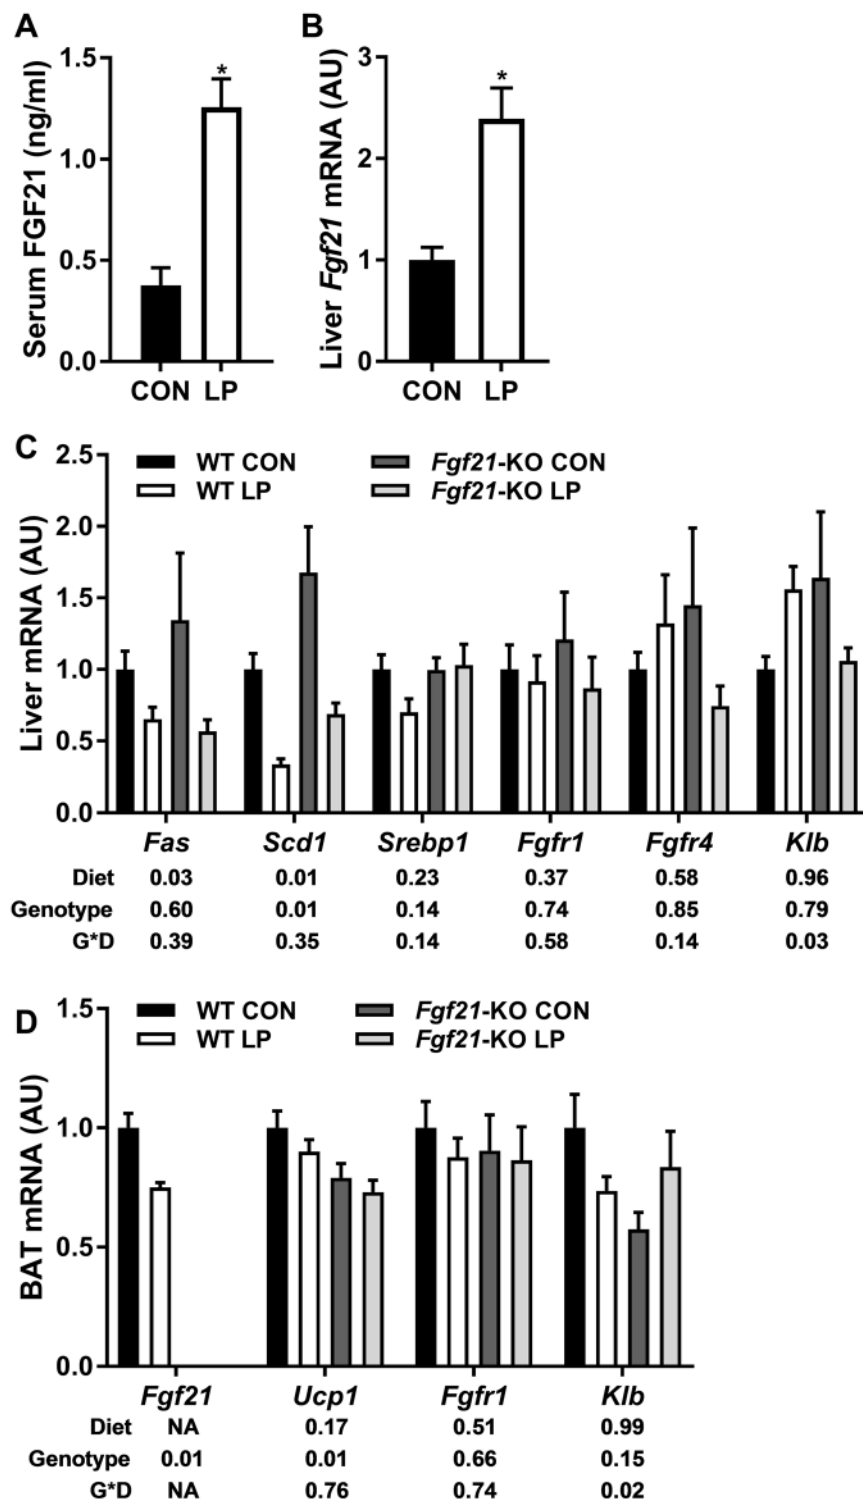 A
Serum FGF21 (ng/ml)
1.5
1.0
0.5
0.0
*
CON LP
B
Liver Fgf21 mRNA (AU)
3
2
1
0
*
CON LP
C
Liver mRNA (AU)
2.5
2.0
1.5
1.0
0.5
0.0
WT CON Fgf21-KO CON
WT LP Fgf21-KO LP
Fas Scd1 Srebp1 Fgfr1 Fgfr4 Klb
Diet 0.03 0.01 0.23 0.37 0.58 0.96
Genotype 0.60 0.01 0.14 0.74 0.85 0.79
G*D 0.39 0.35 0.14 0.58 0.14 0.03
D
BAT mRNA (AU)
1.5
1.0
0.5
0.0
WT CON Fgf21-KO CON
WT LP Fgf21-KO LP
Fgf21 Ucp1 Fgfr1 Klb
Diet NA 0.17 0.51 0.99
Genotype 0.01 0.01 0.66 0.15
G*D NA 0.76 0.74 0.02